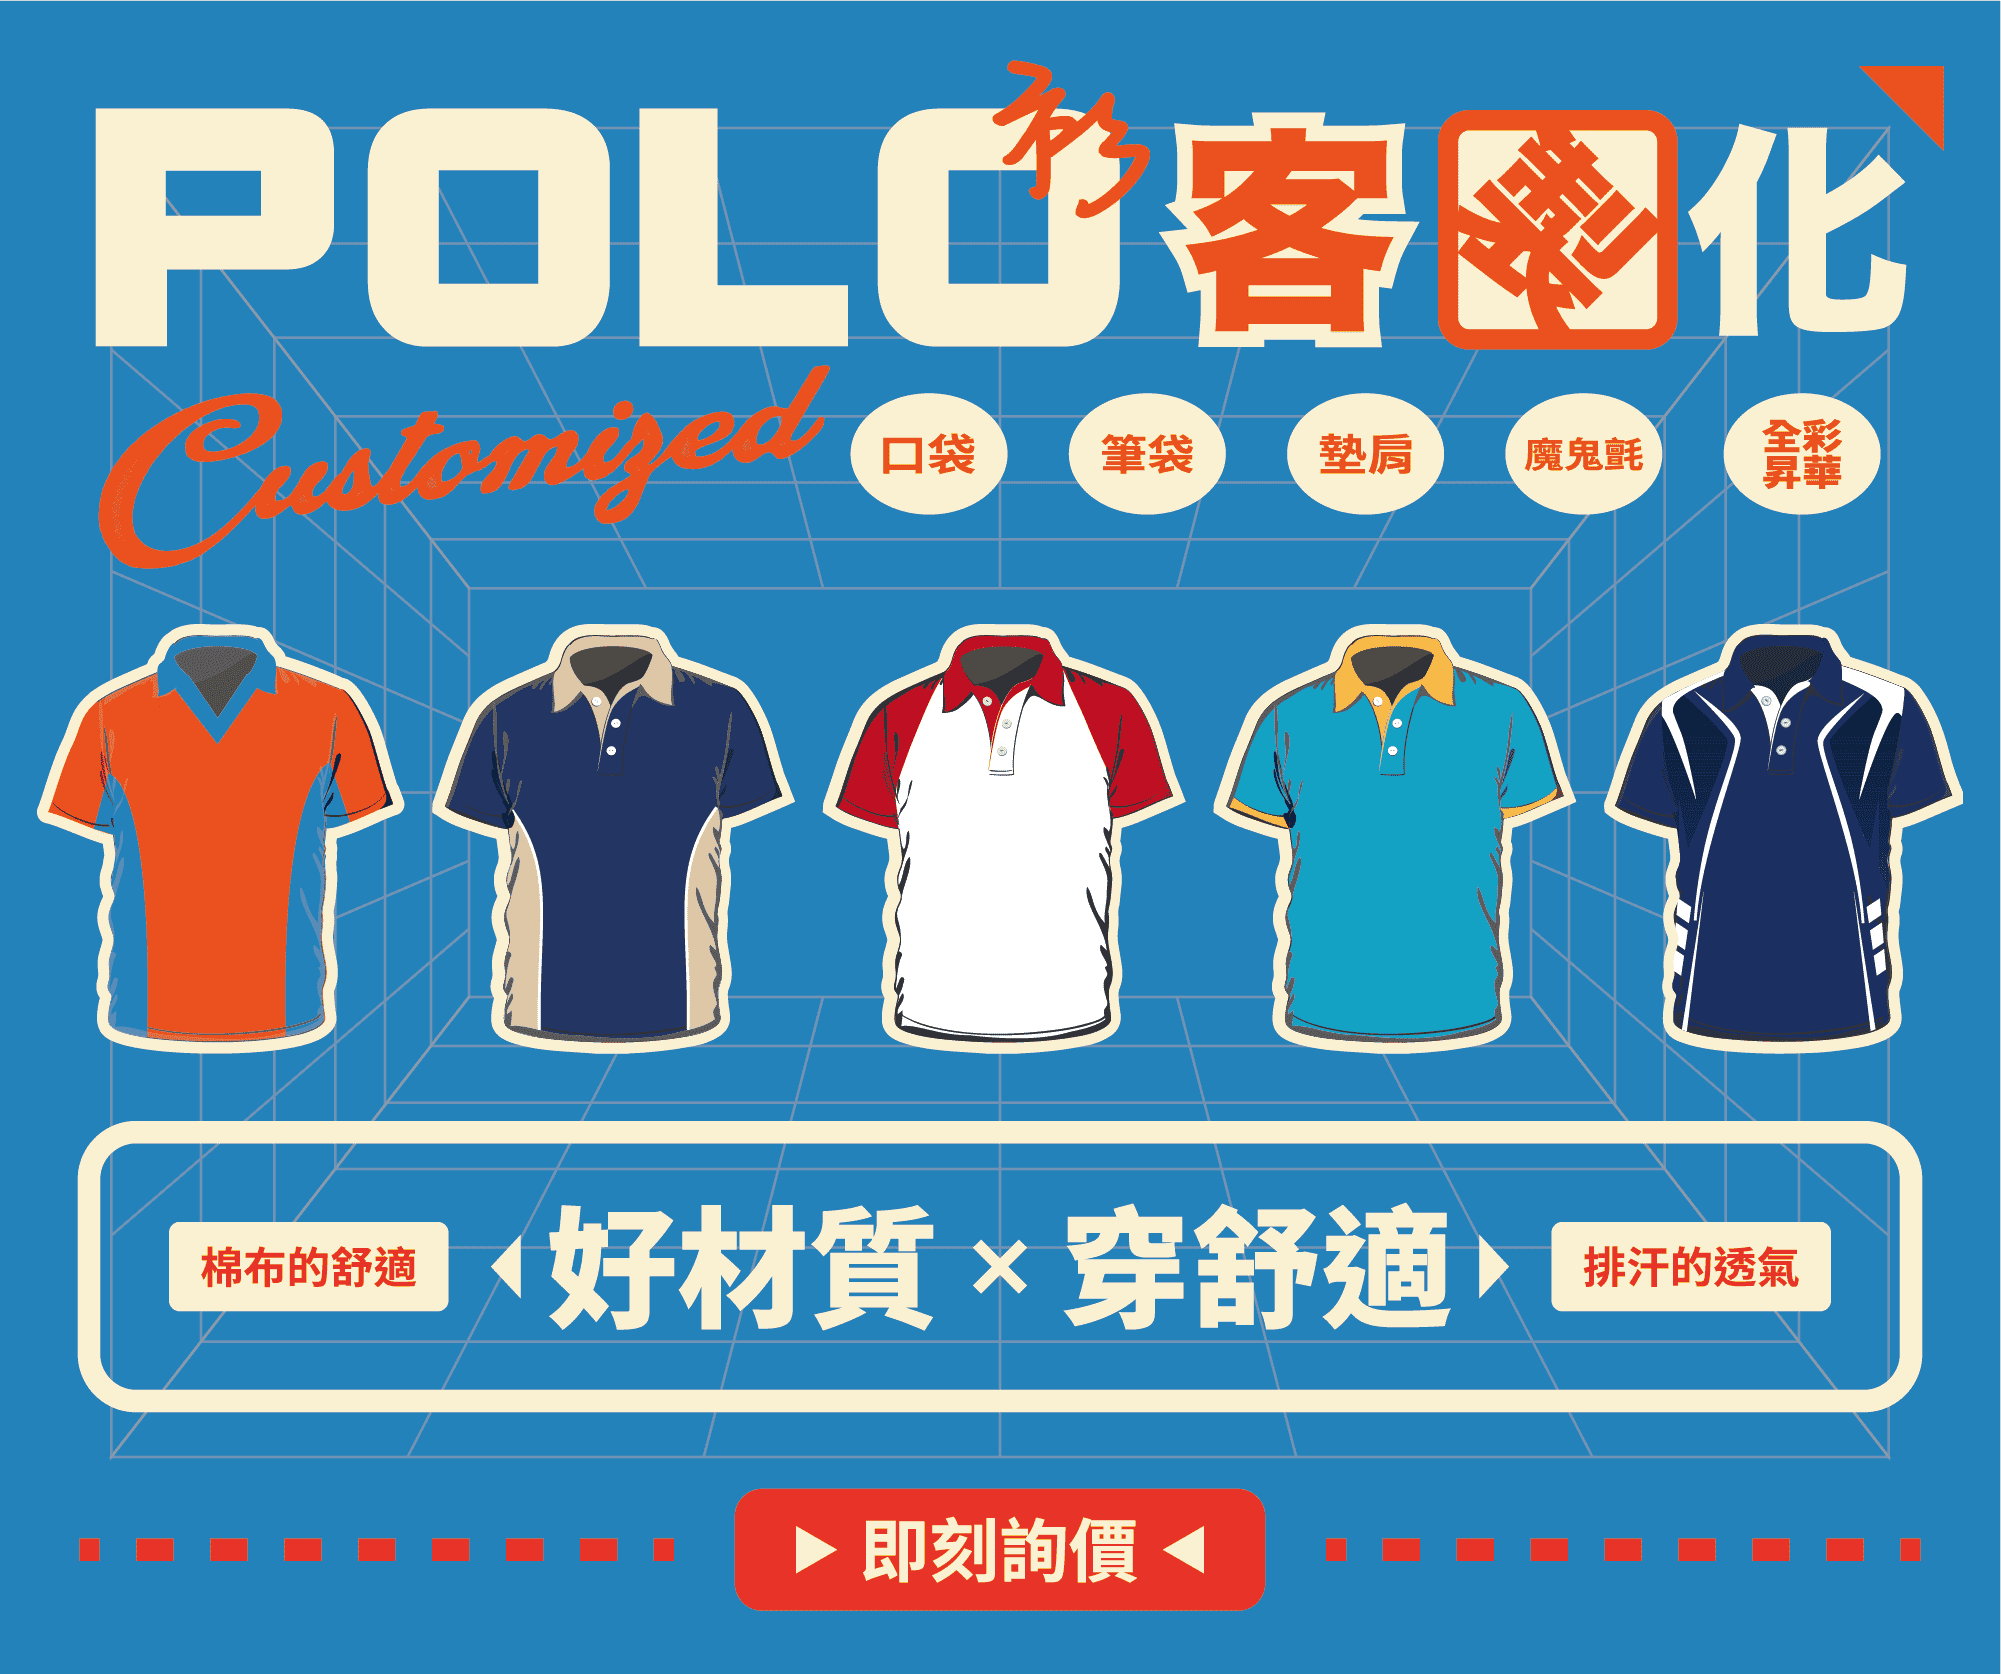 POLO衫客製化
Customized
口袋
筆袋
墊肩
魔鬼氈
全彩
昇華
棉布的舒適
好材質×穿舒適
排汗的透氣
即刻詢價